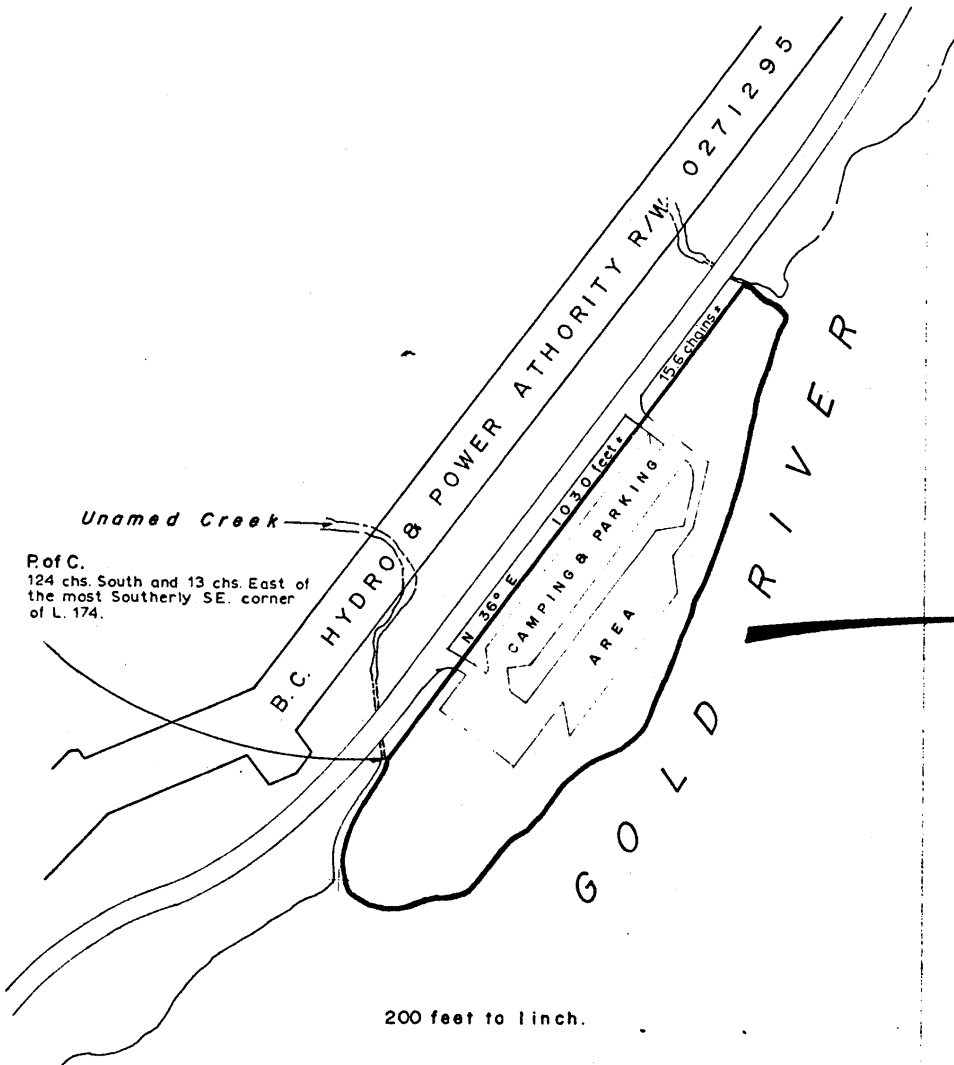 B.C. HYDRO & POWER ATHORITY R/W 0271295
15.6 chains ±
1030 feet ±
N 36° E
CAMPING & PARKING
AREA
Unamed Creek
P. of C.
124 chs. South and 13 chs. East of
the most Southerly SE. corner
of L. 174.
GOLD RIVER
200 feet to 1 inch.